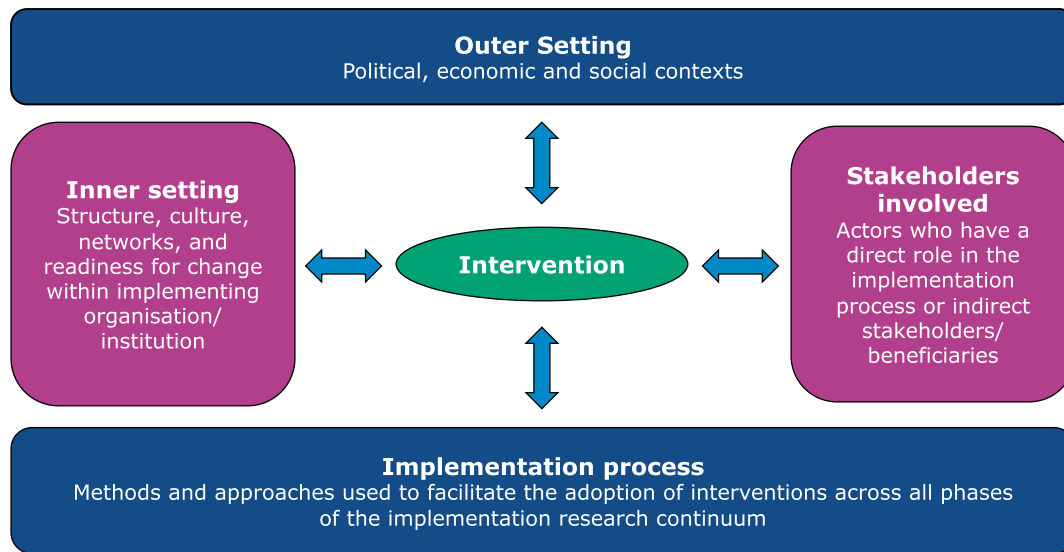 Outer Setting
Political, economic and social contexts
Inner setting
Structure, culture,
networks, and
readiness for change
within implementing
organisation/
institution
Intervention
Stakeholders
involved
Actors who have a
direct role in the
implementation
process or indirect
stakeholders/
beneficiaries
Implementation process
Methods and approaches used to facilitate the adoption of interventions across all phases
of the implementation research continuum